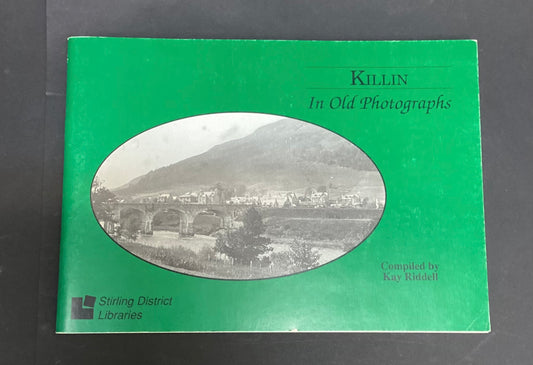 KILLIN
In Old Photographs
Compiled by
Kay Riddell
Stirling District
Libraries